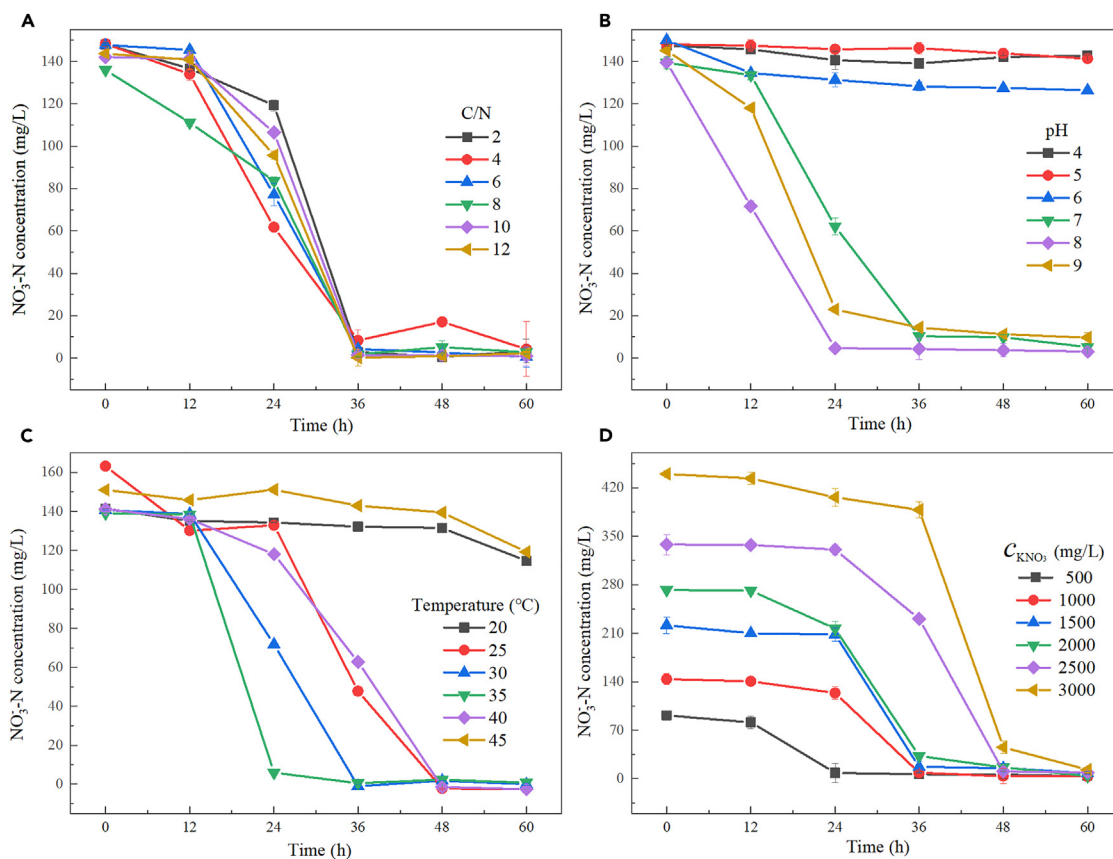 A
NO₃⁻-N concentration (mg/L)
140
120
100
80
60
40
20
0
C/N
2
4
6
8
10
12
0 12 24 36 48 60
Time (h)
B
NO₃⁻-N concentration (mg/L)
140
120
100
80
60
40
20
0
pH
4
5
6
7
8
9
0 12 24 36 48 60
Time (h)
C
NO₃⁻-N concentration (mg/L)
160
140
120
100
80
60
40
20
0
Temperature (°C)
20
25
30
35
40
45
0 12 24 36 48 60
Time (h)
D
NO₃⁻-N concentration (mg/L)
420
350
280
210
140
70
0
C KNO₃ (mg/L)
500
1000
1500
2000
2500
3000
0 12 24 36 48 60
Time (h)